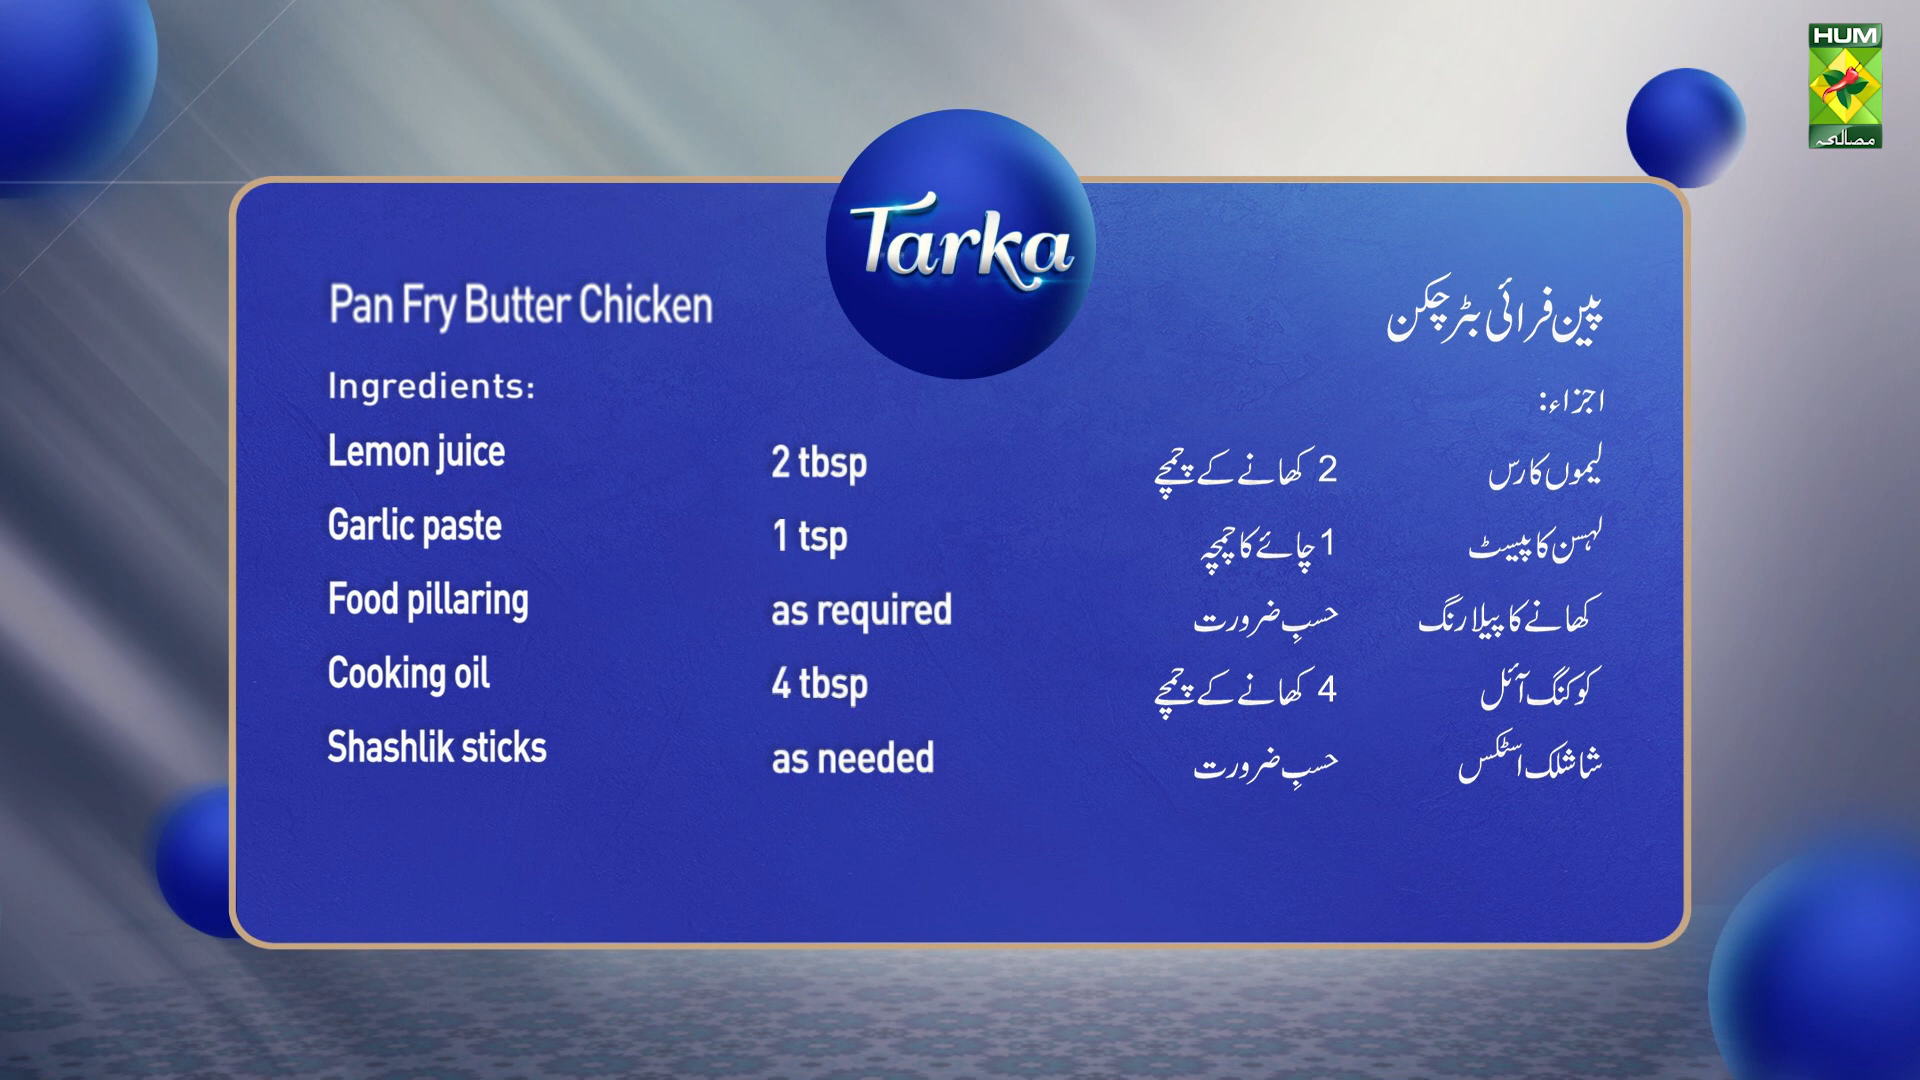 HUM
مصالحہ
Tarka
Pan Fry Butter Chicken
پین فرائی بٹر چکن
Ingredients:
اجزاء:
Lemon juice 2 tbsp
لیموں کا رس 2 کھانے کے چمچے
Garlic paste 1 tsp
لہسن کا پیسٹ 1 چائے کا چمچہ
Food pillaring as required
کھانے کا پیلا رنگ حسبِ ضرورت
Cooking oil 4 tbsp
کوکنگ آئل 4 کھانے کے چمچے
Shashlik sticks as needed
شاشلک اسٹکس حسبِ ضرورت